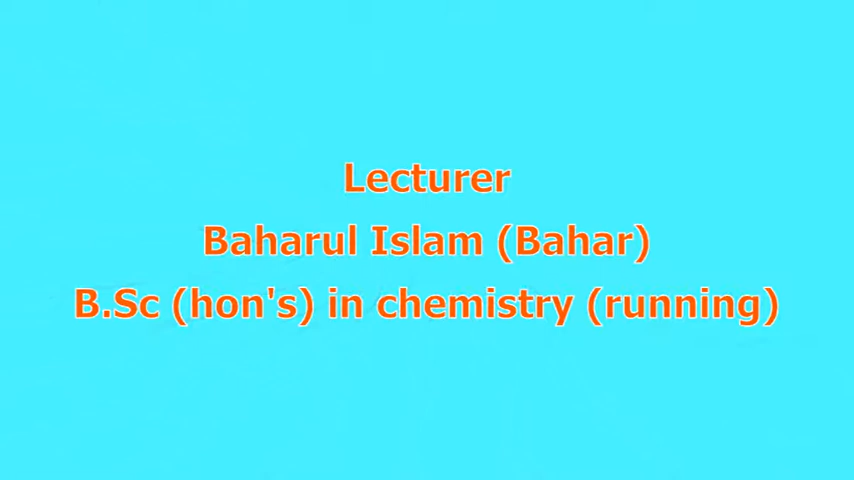 Lecturer
Baharul Islam (Bahar)
B.Sc (hon's) in chemistry (running)